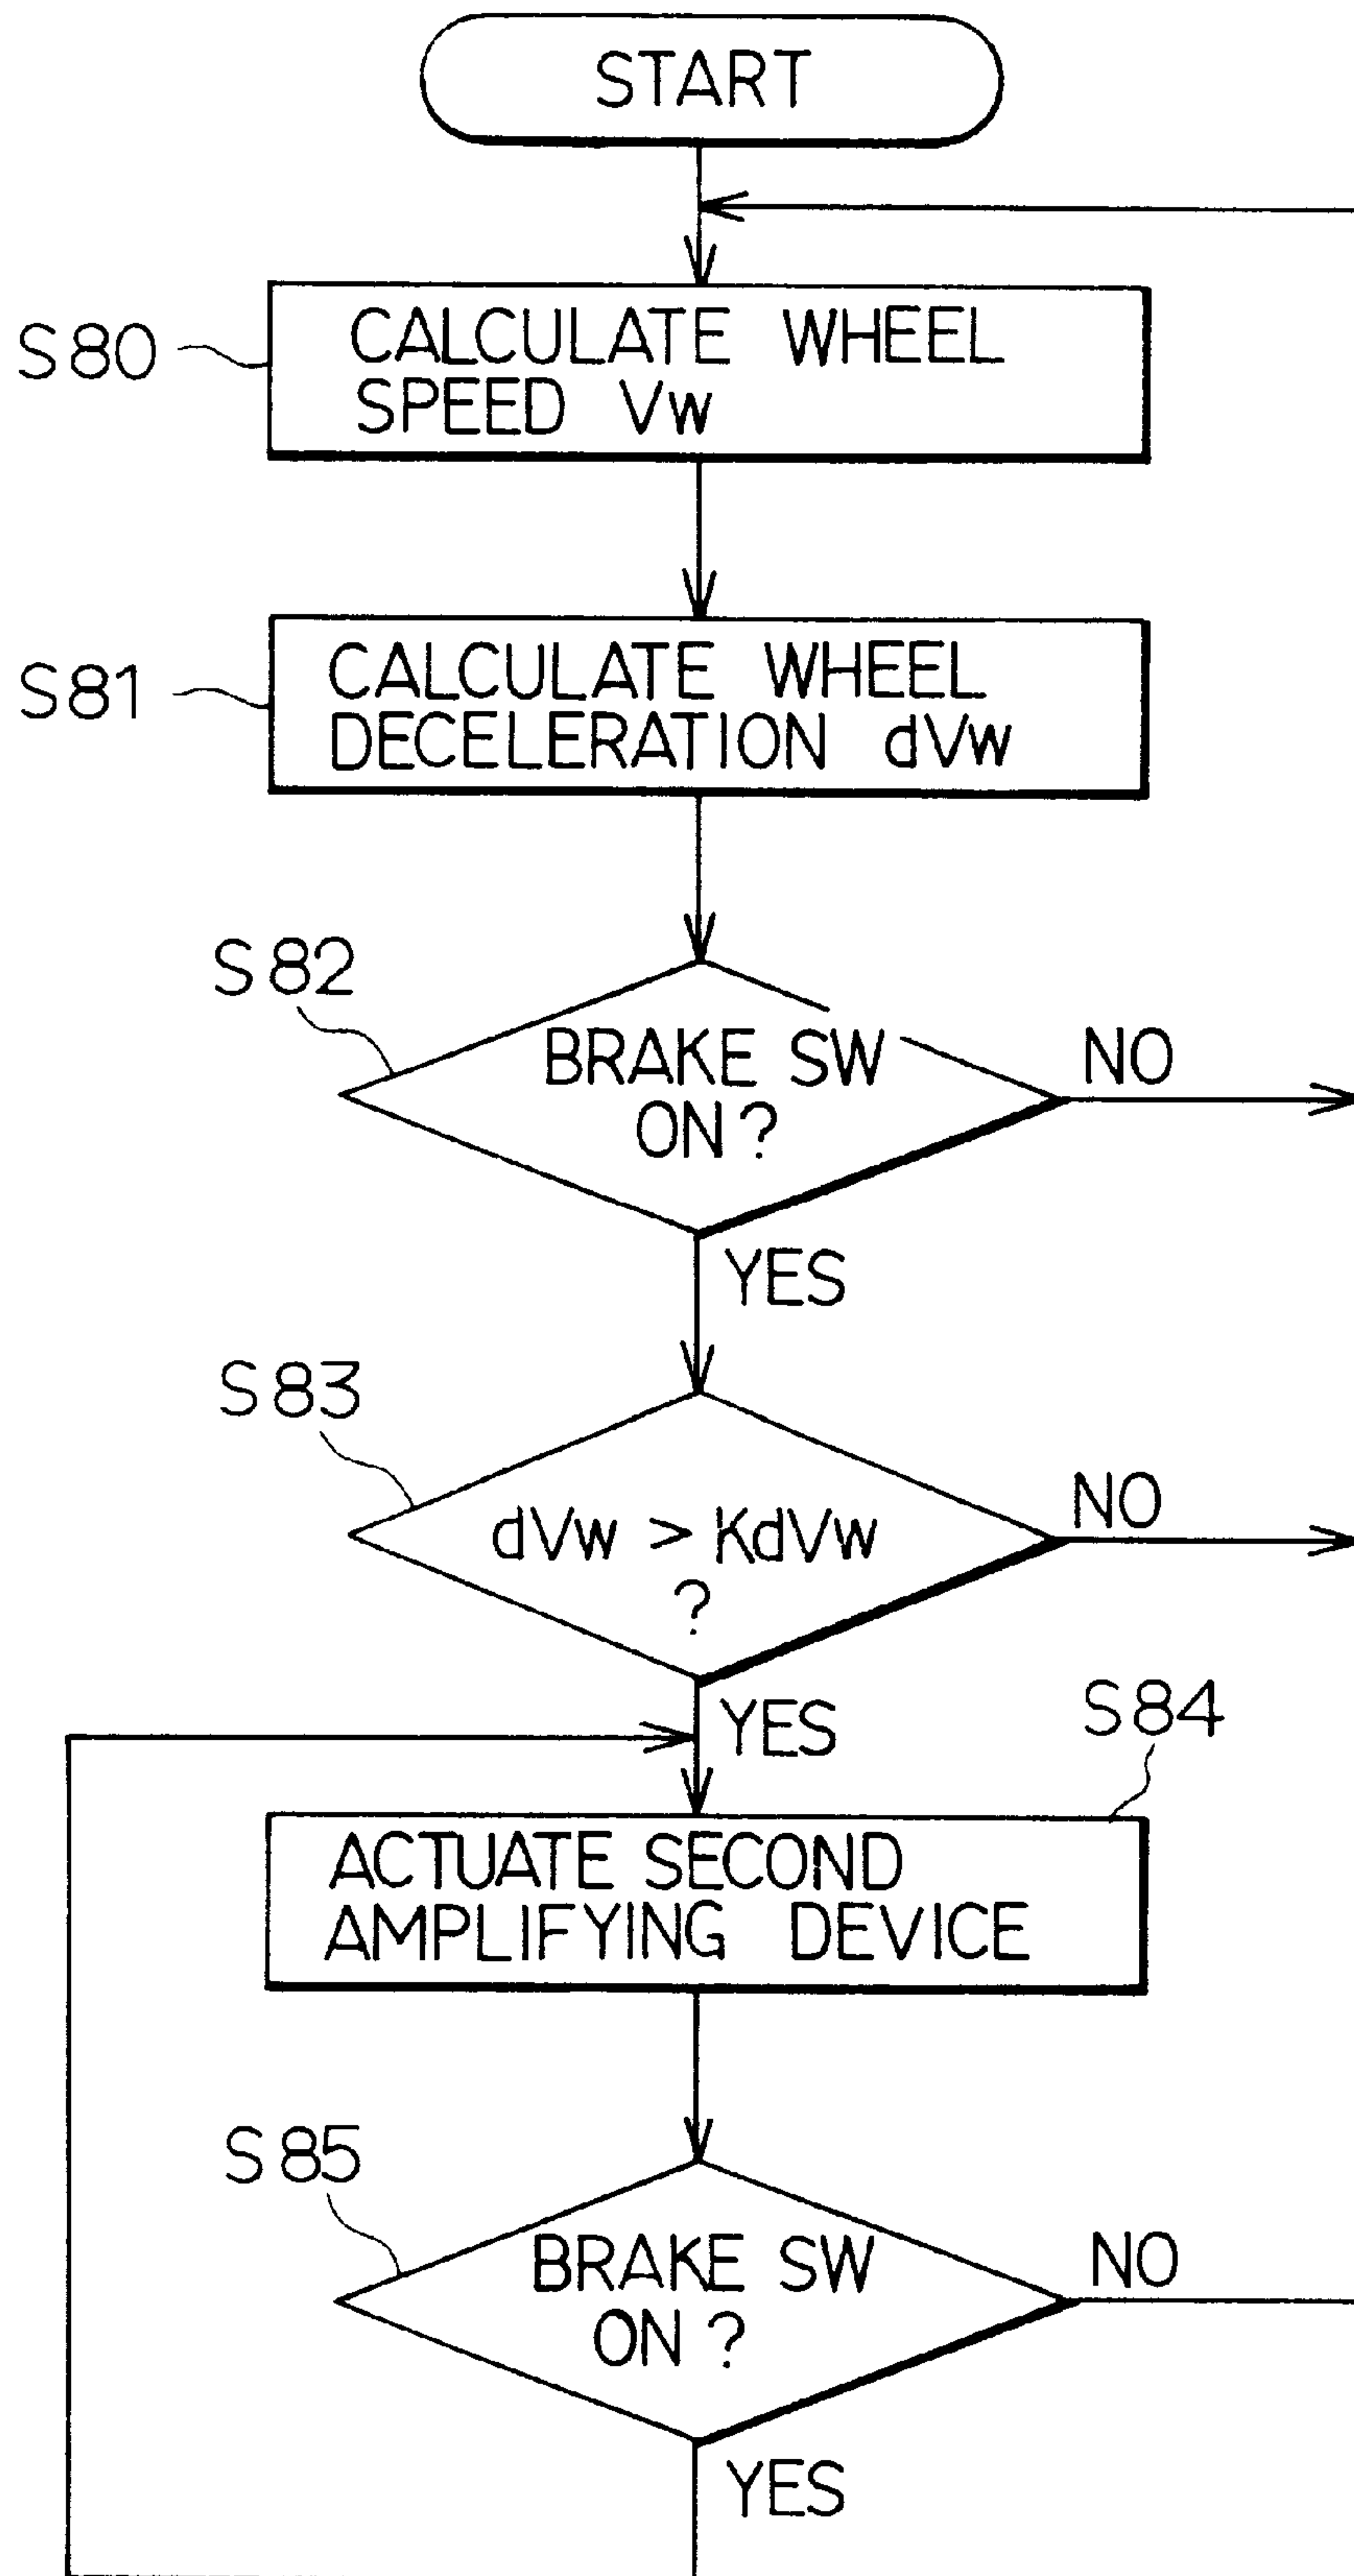 START
S80
CALCULATE WHEEL
SPEED Vw
S81
CALCULATE WHEEL
DECELERATION dVw
S82
BRAKE SW
ON?
NO
YES
S83
dVw > KdVw
?
NO
YES
S84
ACTUATE SECOND
AMPLIFYING DEVICE
S85
BRAKE SW
ON?
NO
YES